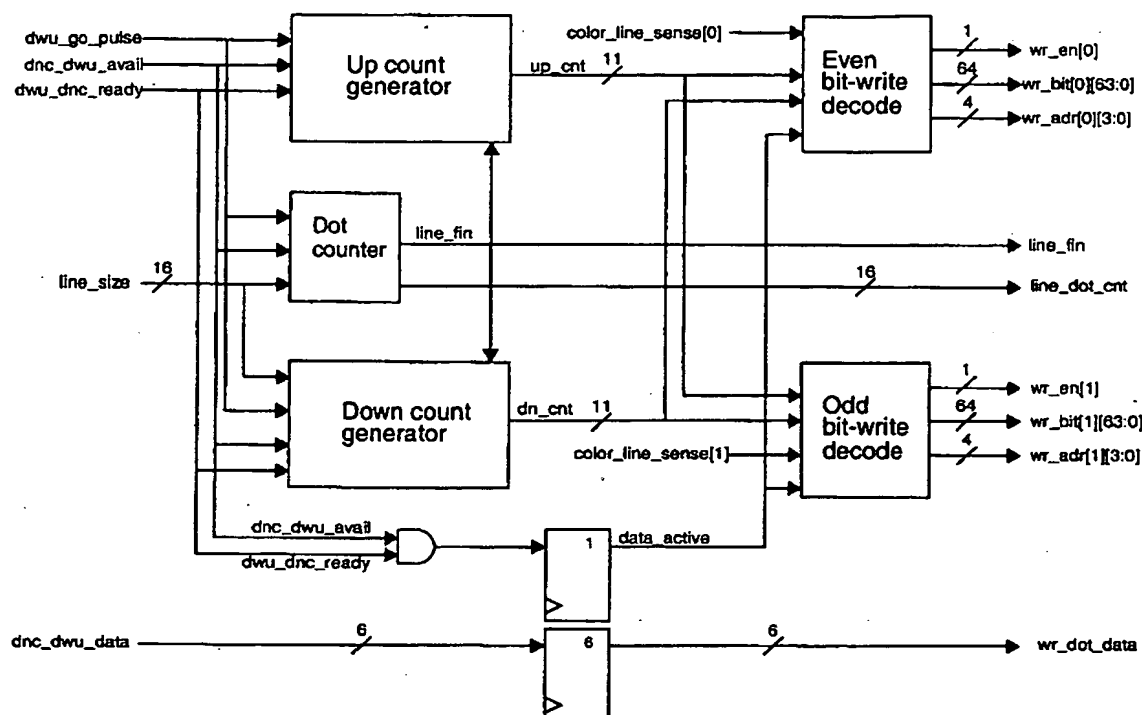 dwu_go_pulse
dnc_dwu_avail
dwu_dnc_ready
Up count
generator
up_cnt
11
color_line_sense[0]
Even
bit-write
decode
1
wr_en[0]
64
wr_bit[0][63:0]
4
wr_adr[0][3:0]
Dot
counter
line_fin
line_fin
line_size
16
16
line_dot_cnt
Down count
generator
dn_cnt
11
color_line_sense[1]
Odd
bit-write
decode
1
wr_en[1]
64
wr_bit[1][63:0]
4
wr_adr[1][3:0]
dnc_dwu_avail
dwu_dnc_ready
1
data_active
dnc_dwu_data
6
6
6
wr_dot_data